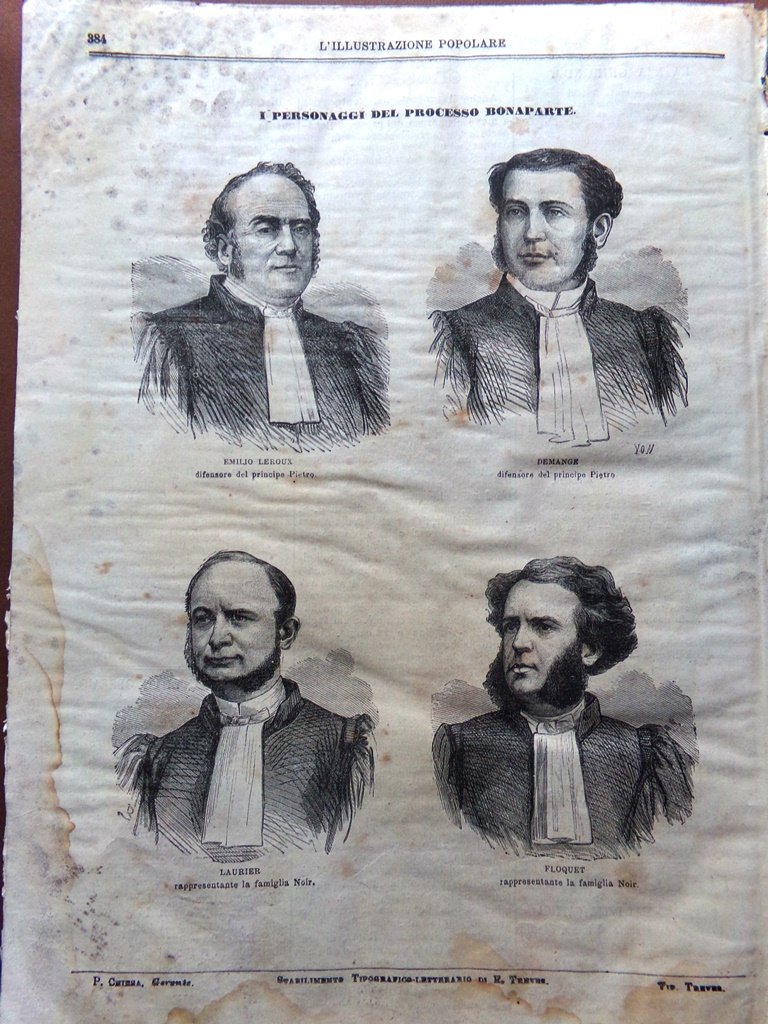 384
L'ILLUSTRAZIONE POPOLARE
I PERSONAGGI DEL PROCESSO BONAPARTE.
EMILIO LEROUX
difensore del principe Pietro.
DEMANGE
difensore del principe Pietro
YON
LAURIER
rappresentante la famiglia Noir.
FLOQUET
rappresentante la famiglia Noir.
P. CHIESA, Gerente.
STABILIMENTO TIPOGRAFICO-LETTERARIO DI E. TREVES.
TIP. TREVES.